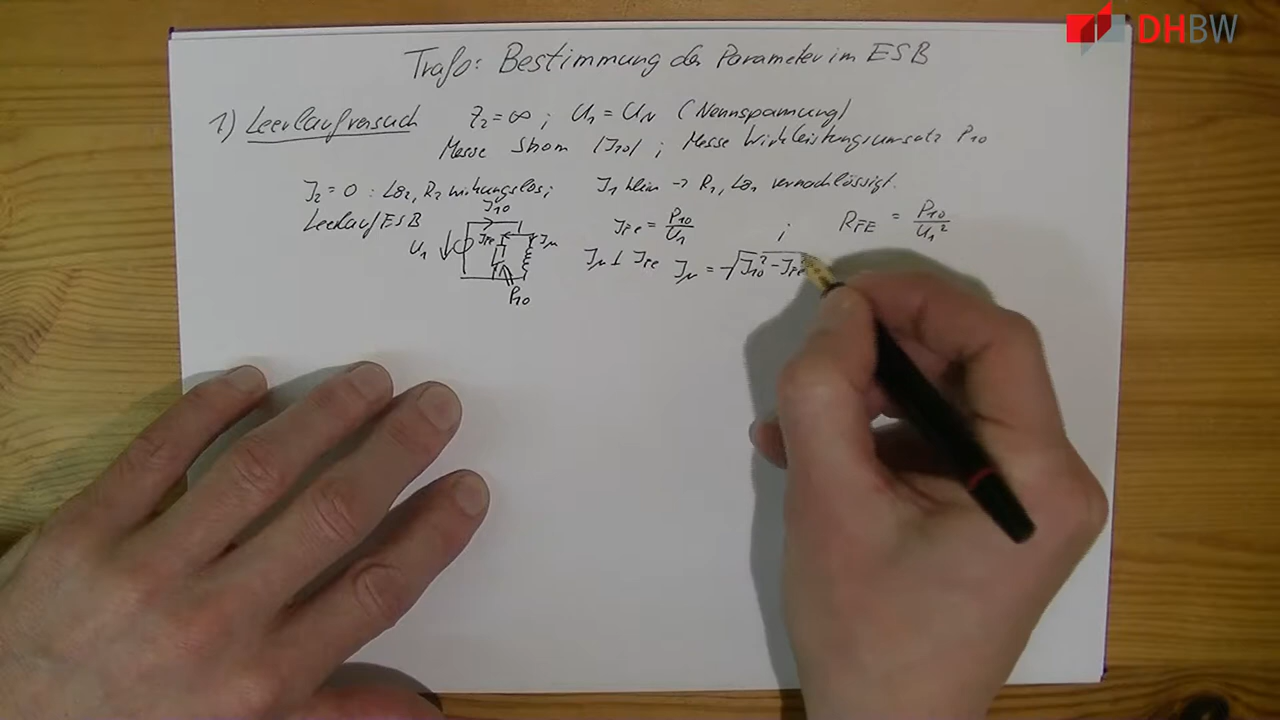 DHBW
Trafo: Bestimmung der Parameter im ESB
1) Leerlaufversuch Z2 = ∞ ; U1 = UN (Nennspannung)
Messe Strom |I10| ; Messe Wirkleistungsumsatz P10
I2 = 0 : Lσ2, R2 wirkungslos; I1 klein → R1, Lσ1 vernachlässigt.
Leerlauf ESB I10 IFe = P10/U1 ; RFE = P10/U1²
U1 IFe Iμ
Iμ ⊥ IFe Iμ = √I10² - IFe²
P10